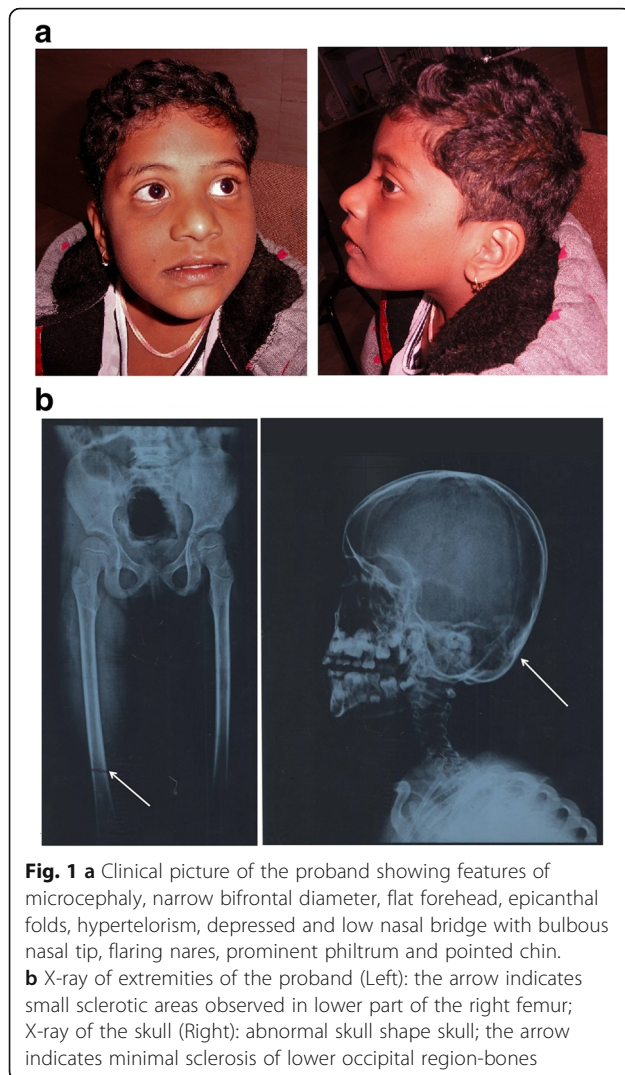 a
b
Fig. 1 a Clinical picture of the proband showing features of
microcephaly, narrow bifrontal diameter, flat forehead, epicanthal
folds, hypertelorism, depressed and low nasal bridge with bulbous
nasal tip, flaring nares, prominent philtrum and pointed chin.
b X-ray of extremities of the proband (Left): the arrow indicates
small sclerotic areas observed in lower part of the right femur;
X-ray of the skull (Right): abnormal skull shape skull; the arrow
indicates minimal sclerosis of lower occipital region-bones